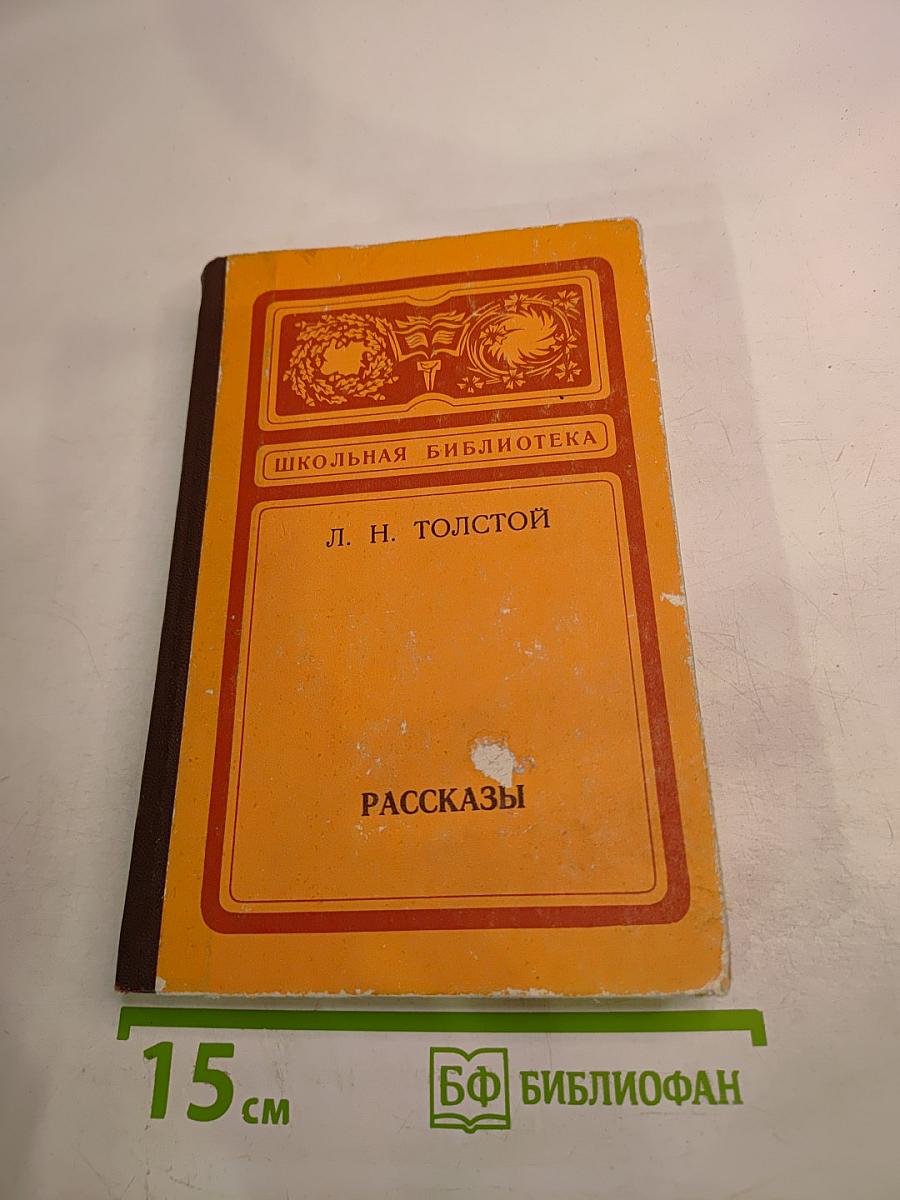 ШКОЛЬНАЯ БИБЛИОТЕКА
Л. Н. ТОЛСТОЙ
РАССКАЗЫ
15 см
БФ БИБЛИОФАН